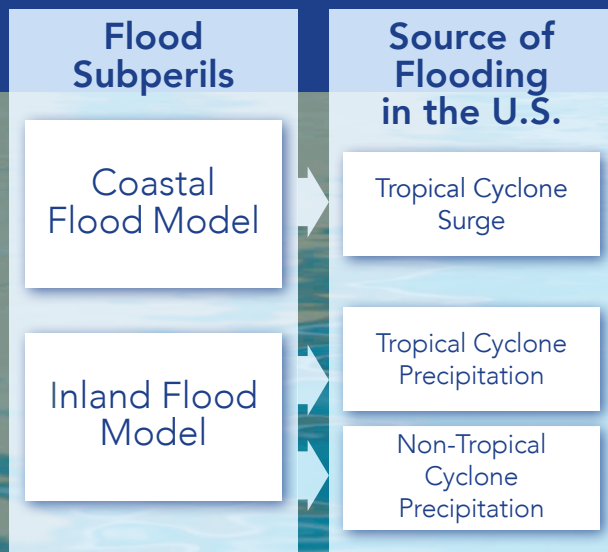 Flood
Subperils
Coastal
Flood Model
Inland Flood
Model
Source of
Flooding
in the U.S.
Tropical Cyclone
Surge
Tropical Cyclone
Precipitation
Non-Tropical
Cyclone
Precipitation